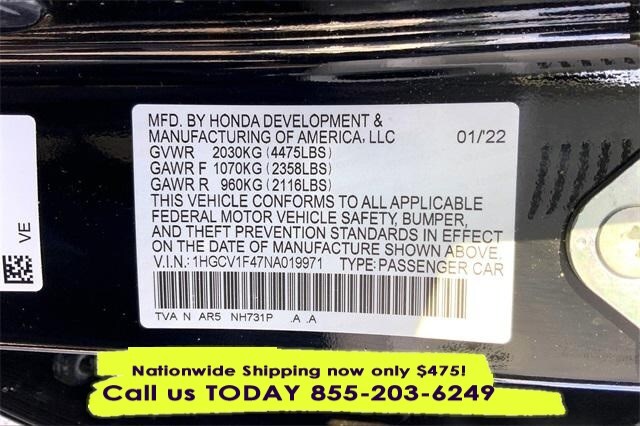 MFD. BY HONDA DEVELOPMENT &
MANUFACTURING OF AMERICA, LLC 01/'22
GVWR 2030KG (4475LBS)
GAWR F 1070KG (2358LBS)
GAWR R 960KG (2116LBS)
THIS VEHICLE CONFORMS TO ALL APPLICABLE
FEDERAL MOTOR VEHICLE SAFETY, BUMPER,
AND THEFT PREVENTION STANDARDS IN EFFECT
ON THE DATE OF MANUFACTURE SHOWN ABOVE.
V.I.N.: 1HGCV1F47NA019971 TYPE: PASSENGER CAR
TVA N AR5 NH731P .A .A
VE
Nationwide Shipping now only $475!
Call us TODAY 855-203-6249